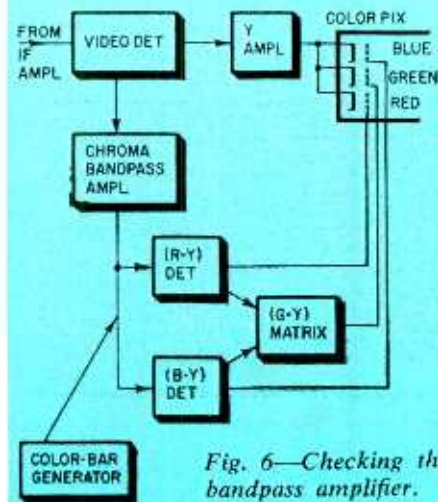 FROM
IF
AMPL
VIDEO DET
Y
AMPL
COLOR PIX
BLUE
GREEN
RED
CHROMA
BANDPASS
AMPL.
(R-Y)
DET
(G-Y)
MATRIX
(B-Y)
DET
COLOR-BAR
GENERATOR
Fig. 6—Checking th
bandpass amplifier.